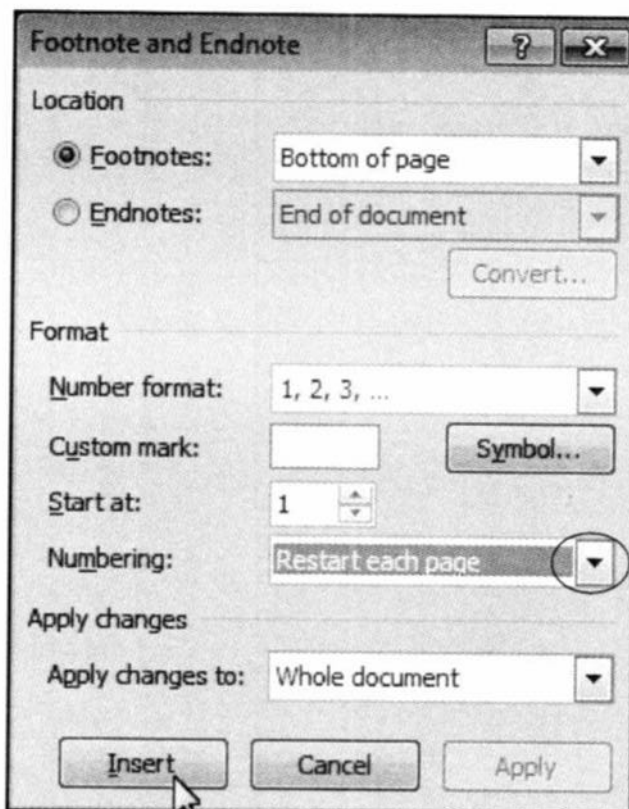 Footnote and Endnote ?
Location
Footnotes: Bottom of page
Endnotes: End of document
Convert...
Format
Number format: 1, 2, 3, ...
Custom mark: Symbol...
Start at: 1
Numbering: Restart each page
Apply changes
Apply changes to: Whole document
Insert Cancel Apply